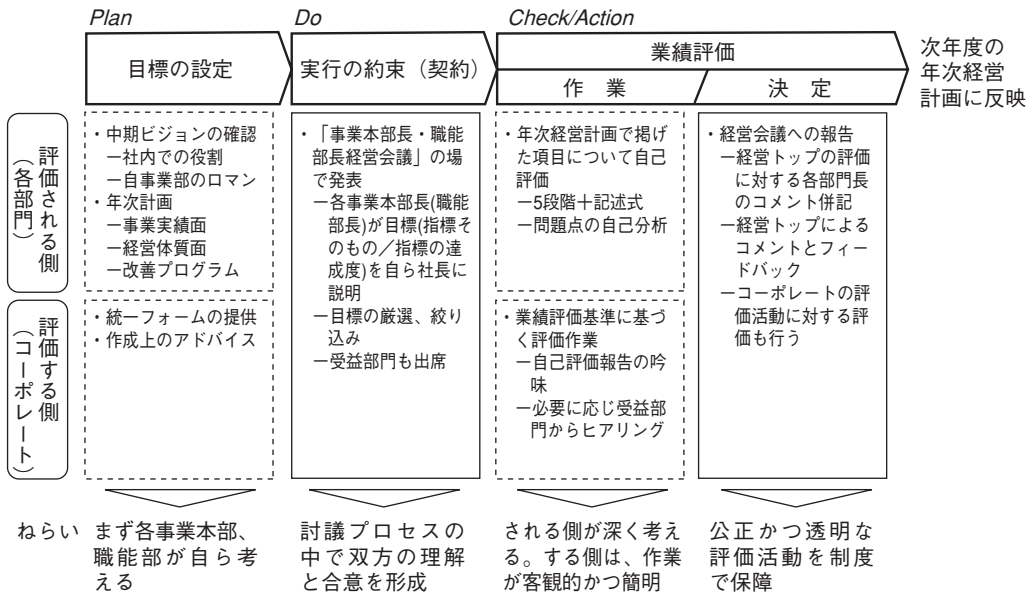 Plan
Do
Check/Action
目標の設定
実行の約束（契約）
業績評価
作　業
決　定
次年度の
年次経営
計画に反映
評価される側
（各部門）
・中期ビジョンの確認
ー社内での役割
ー自事業部のロマン
・年次計画
ー事業実績面
ー経営体質面
ー改善プログラム
評価する側
（コーポレート）
・統一フォームの提供
・作成上のアドバイス
・「事業本部長・職能
部長経営会議」の場
で発表
ー各事業本部長(職能
部長)が目標(指標そ
のもの／指標の達
成度)を自ら社長に
説明
ー目標の厳選、絞り
込み
ー受益部門も出席
・年次経営計画で掲げ
た項目について自己
評価
ー5段階＋記述式
ー問題点の自己分析
・業績評価基準に基づ
く評価作業
ー自己評価報告の吟
味
ー必要に応じ受益部
門からヒアリング
・経営会議への報告
ー経営トップの評価
に対する各部門長
のコメント併記
ー経営トップによる
コメントとフィー
ドバック
ーコーポレートの評
価活動に対する評
価も行う
ねらい
まず各事業本部、
職能部が自ら考
える
討議プロセスの
中で双方の理解
と合意を形成
される側が深く考え
る。する側は、作業
が客観的かつ簡明
公正かつ透明な
評価活動を制度
で保障